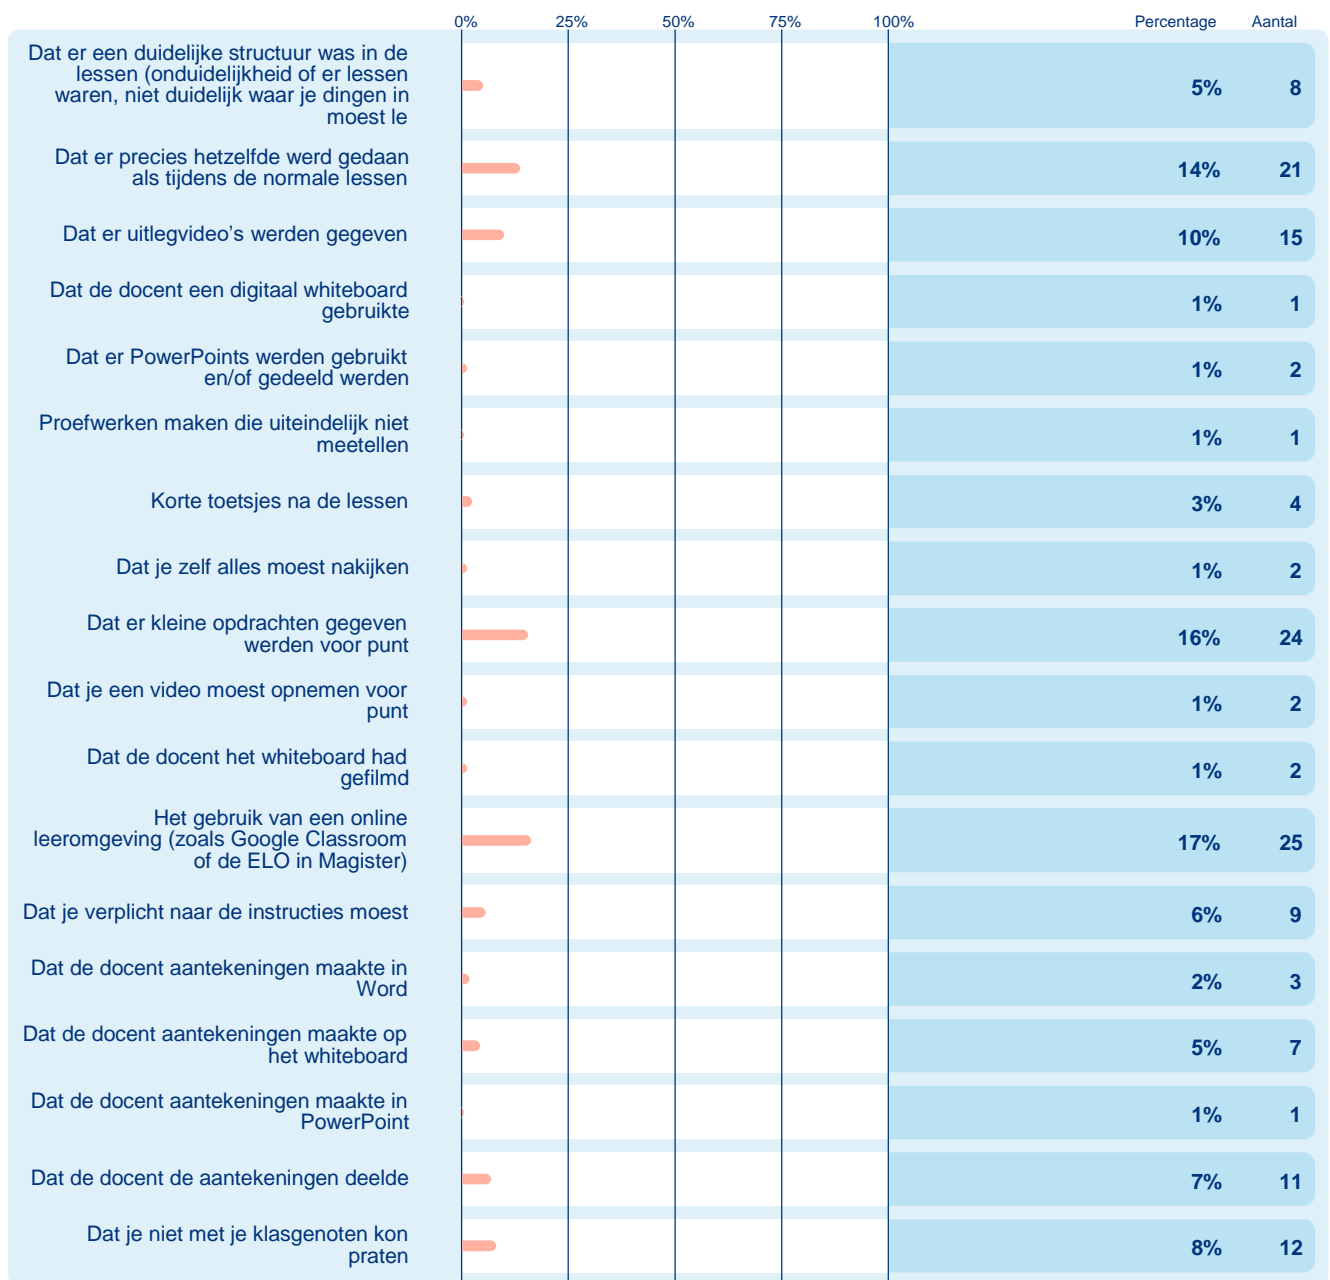 0% 25% 50% 75% 100% Percentage Aantal
Dat er een duidelijke structuur was in de
lessen (onduidelijkheid of er lessen
waren, niet duidelijk waar je dingen in
moest le
5% 8
Dat er precies hetzelfde werd gedaan
als tijdens de normale lessen
14% 21
Dat er uitlegvideo's werden gegeven
10% 15
Dat de docent een digitaal whiteboard
gebruikte
1% 1
Dat er PowerPoints werden gebruikt
en/of gedeeld werden
1% 2
Proefwerken maken die uiteindelijk niet
meetellen
1% 1
Korte toetsjes na de lessen
3% 4
Dat je zelf alles moest nakijken
1% 2
Dat er kleine opdrachten gegeven
werden voor punt
16% 24
Dat je een video moest opnemen voor
punt
1% 2
Dat de docent het whiteboard had
gefilmd
1% 2
Het gebruik van een online
leeromgeving (zoals Google Classroom
of de ELO in Magister)
17% 25
Dat je verplicht naar de instructies moest
6% 9
Dat de docent aantekeningen maakte in
Word
2% 3
Dat de docent aantekeningen maakte op
het whiteboard
5% 7
Dat de docent aantekeningen maakte in
PowerPoint
1% 1
Dat de docent de aantekeningen deelde
7% 11
Dat je niet met je klasgenoten kon
praten
8% 12